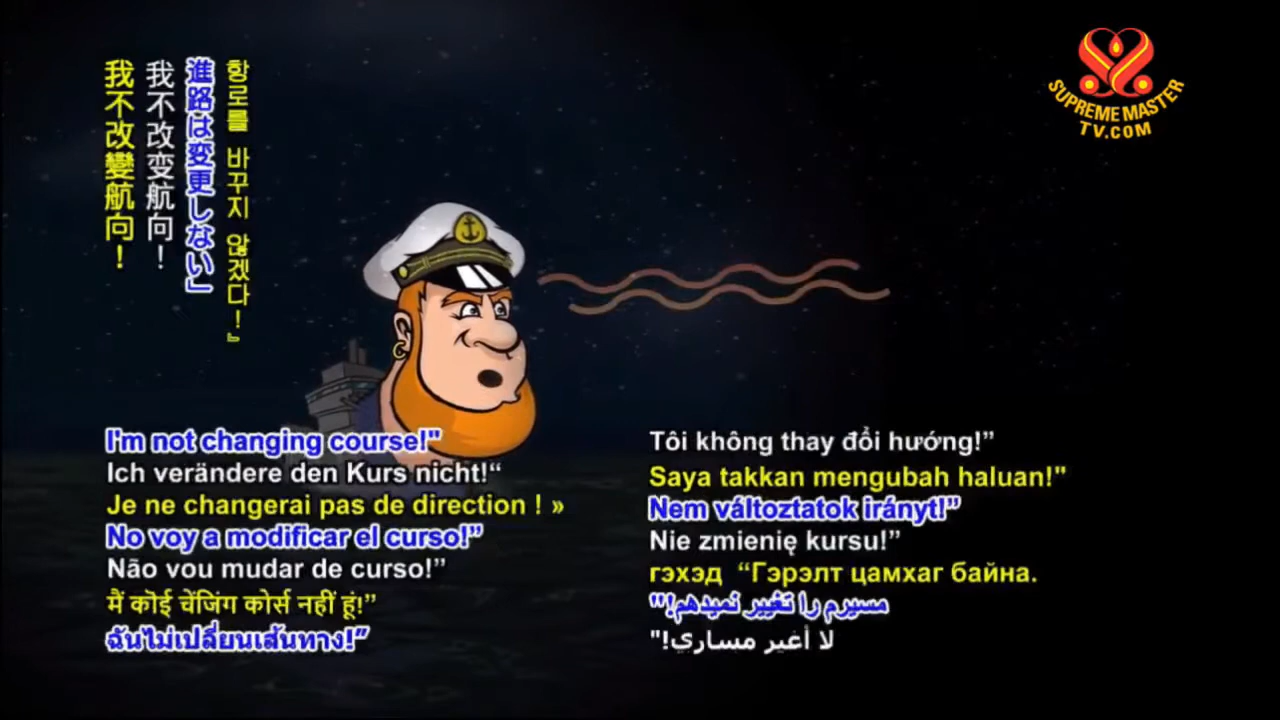 항로를 바꾸지 않겠다!』
進路は変更しない」
我不改变航向!
我不改變航向!
SUPREME MASTER
TV.COM
I'm not changing course!"
Ich verändere den Kurs nicht!“
Je ne changerai pas de direction ! »
No voy a modificar el curso!”
Não vou mudar de curso!”
मैं कोई चेंजिंग कोर्स नहीं हूं!”
ฉันไม่เปลี่ยนเส้นทาง!”
Tôi không thay đổi hướng!”
Saya takkan mengubah haluan!"
Nem változtatok irányt!”
Nie zmienię kursu!”
гэхэд “Гэрэлт цамхаг байна.
مسیرم را تغییر نمیدهم!"
لا أغير مساري!"